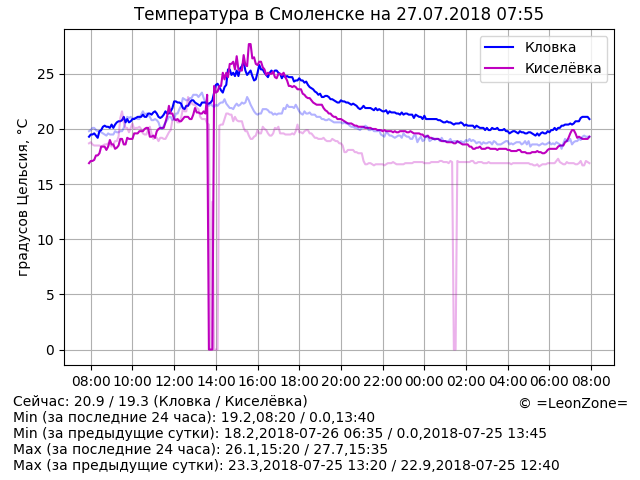 Температура в Смоленске на 27.07.2018 07:55
Кловка
Киселёвка
градусов Цельсия, °C
25
20
15
10
5
0
08:00 10:00 12:00 14:00 16:00 18:00 20:00 22:00 00:00 02:00 04:00 06:00 08:00
Сейчас: 20.9 / 19.3 (Кловка / Киселёвка)
© =LeonZone=
Min (за последние 24 часа): 19.2,08:20 / 0.0,13:40
Min (за предыдущие сутки): 18.2,2018-07-26 06:35 / 0.0,2018-07-25 13:45
Max (за последние 24 часа): 26.1,15:20 / 27.7,15:35
Max (за предыдущие сутки): 23.3,2018-07-25 13:20 / 22.9,2018-07-25 12:40